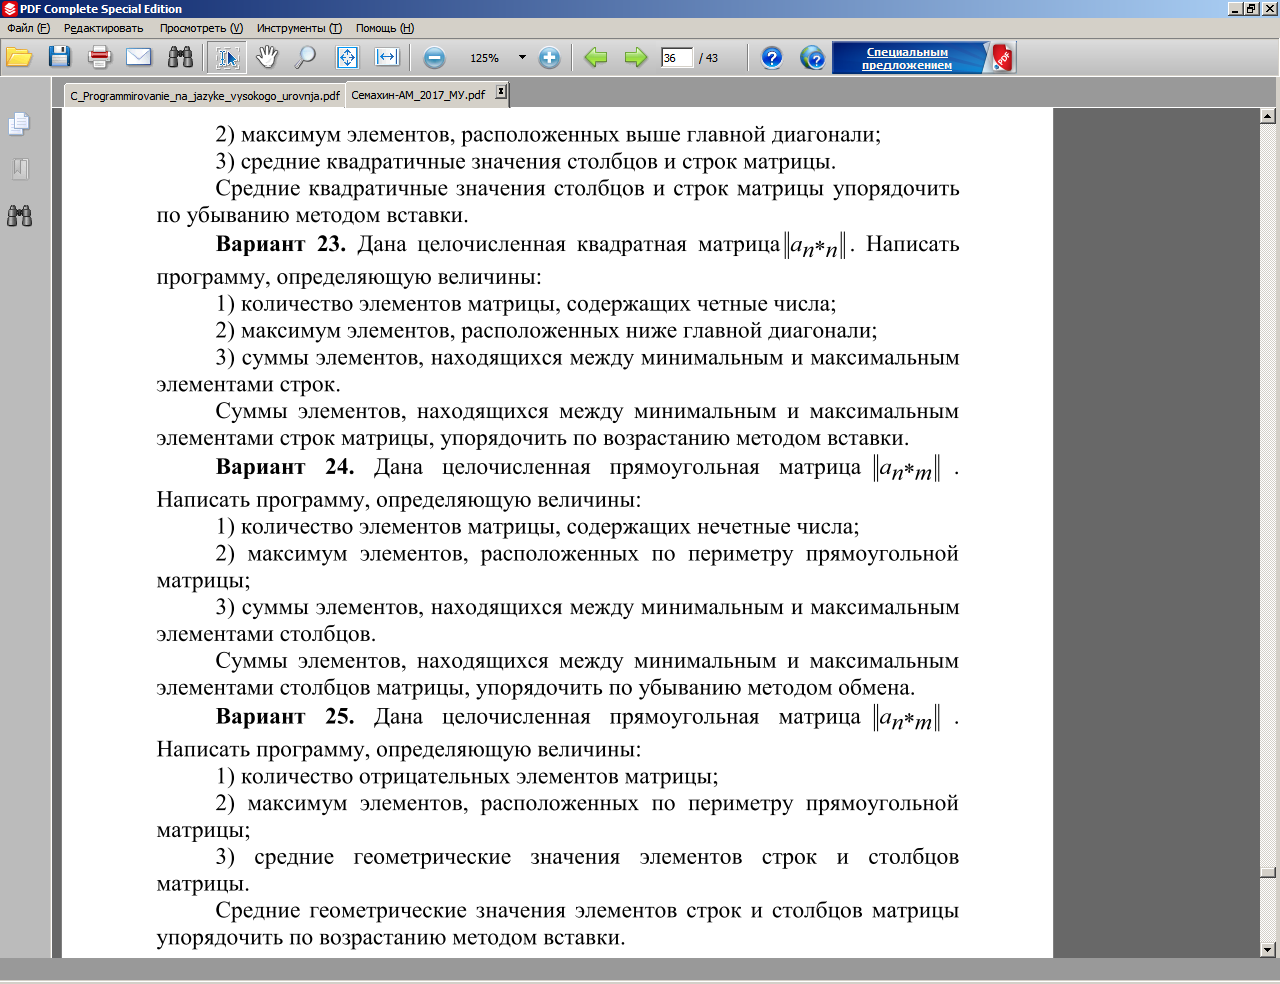 PDF Complete Special Edition
Файл (F) Редактировать Просмотреть (V) Инструменты (T) Помощь (H)
125% 36 / 43 Специальным предложением PDF
C_Programmirovanie_na_jazyke_vysokogo_urovnja.pdf Семахин-АМ_2017_МУ.pdf
2) максимум элементов, расположенных выше главной диагонали;
3) средние квадратичные значения столбцов и строк матрицы.
Средние квадратичные значения столбцов и строк матрицы упорядочить
по убыванию методом вставки.
Вариант 23. Дана целочисленная квадратная матрица ‖a_{n*n}‖. Написать
программу, определяющую величины:
1) количество элементов матрицы, содержащих четные числа;
2) максимум элементов, расположенных ниже главной диагонали;
3) суммы элементов, находящихся между минимальным и максимальным
элементами строк.
Суммы элементов, находящихся между минимальным и максимальным
элементами строк матрицы, упорядочить по возрастанию методом вставки.
Вариант 24. Дана целочисленная прямоугольная матрица ‖a_{n*m}‖ .
Написать программу, определяющую величины:
1) количество элементов матрицы, содержащих нечетные числа;
2) максимум элементов, расположенных по периметру прямоугольной
матрицы;
3) суммы элементов, находящихся между минимальным и максимальным
элементами столбцов.
Суммы элементов, находящихся между минимальным и максимальным
элементами столбцов матрицы, упорядочить по убыванию методом обмена.
Вариант 25. Дана целочисленная прямоугольная матрица ‖a_{n*m}‖ .
Написать программу, определяющую величины:
1) количество отрицательных элементов матрицы;
2) максимум элементов, расположенных по периметру прямоугольной
матрицы;
3) средние геометрические значения элементов строк и столбцов
матрицы.
Средние геометрические значения элементов строк и столбцов матрицы
упорядочить по возрастанию методом вставки.